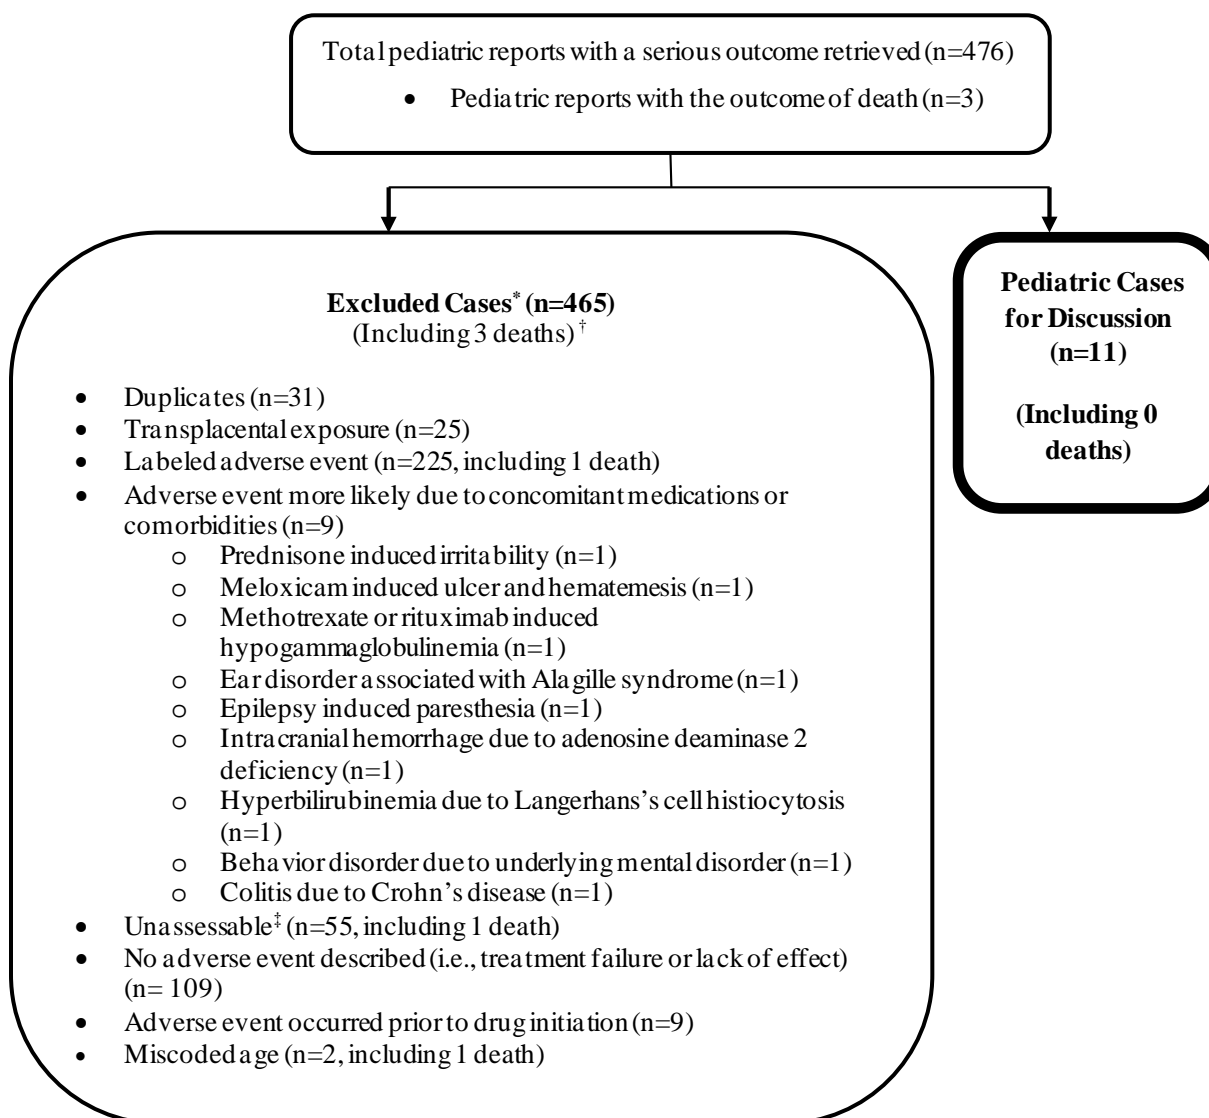 Total pediatric reports with a serious outcome retrieved (n=476)
• Pediatric reports with the outcome of death (n=3)
Excluded Cases* (n=465)
(Including 3 deaths) †
• Duplicates (n=31)
• Transplacental exposure (n=25)
• Labeled adverse event (n=225, including 1 death)
• Adverse event more likely due to concomitant medications or
comorbidities (n=9)
o Prednisone induced irritability (n=1)
o Meloxicam induced ulcer and hematemesis (n=1)
o Methotrexate or rituximab induced
hypogammaglobulinemia (n=1)
o Ear disorder associated with Alagille syndrome (n=1)
o Epilepsy induced paresthesia (n=1)
o Intracranial hemorrhage due to adenosine deaminase 2
deficiency (n=1)
o Hyperbilirubinemia due to Langerhans’s cell histiocytosis
(n=1)
o Behavior disorder due to underlying mental disorder (n=1)
o Colitis due to Crohn’s disease (n=1)
• Unassessable‡ (n=55, including 1 death)
• No adverse event described (i.e., treatment failure or lack of effect)
(n= 109)
• Adverse event occurred prior to drug initiation (n=9)
• Miscoded age (n=2, including 1 death)
Pediatric Cases
for Discussion
(n=11)
(Including 0
deaths)